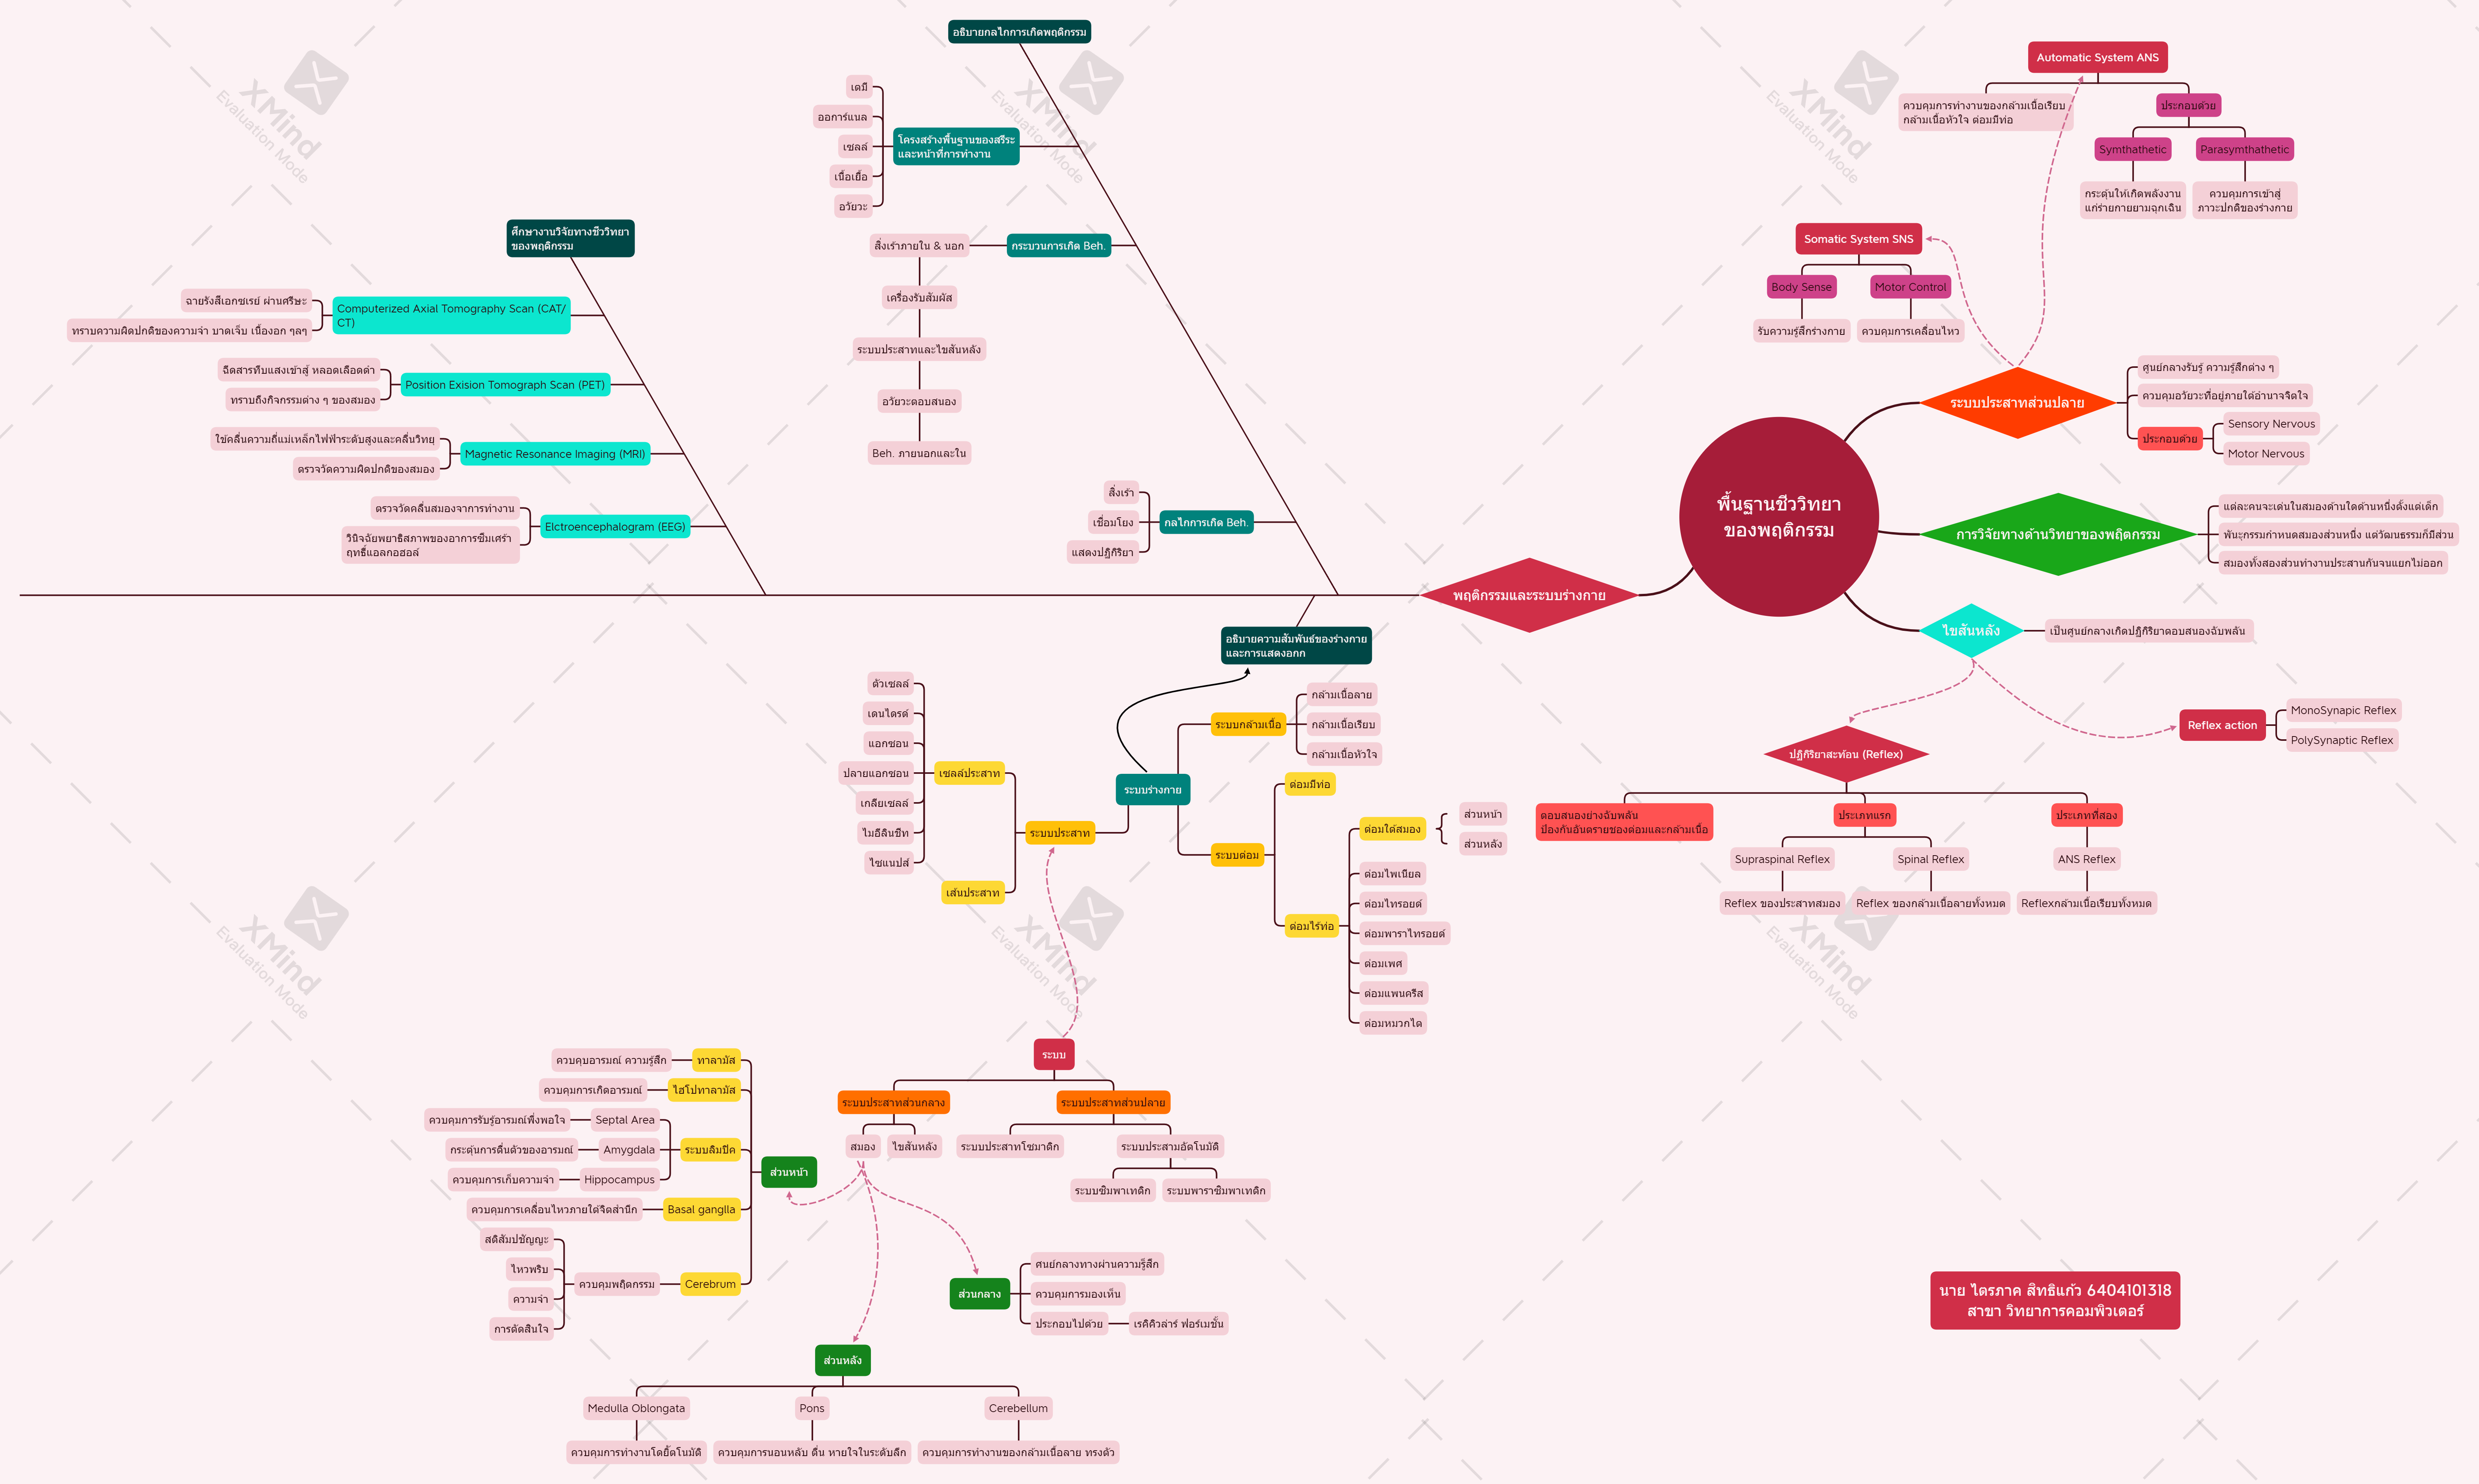 อธิบายกลไกการเกิดพฤติกรรม
เตมี
ออการ์แนล
เซลล์
เนื้อเยื้อ
อวัยวะ
โครงสร้างพื้นฐานของสรีระ
และหน้าที่การทำงาน
สิ่งเร้าภายใน & นอก
กระบวนการเกิด Beh.
เครื่องรับสัมผัส
ระบบประสาทและไขสันหลัง
อวัยวะตอบสนอง
Beh. ภายนอกและใน
สิ่งเร้า
เชื่อมโยง
แสดงปฏิกิริยา
กลไกการเกิด Beh.
ศึกษางานวิจัยทางชีววิทยา
ของพฤติกรรม
ฉายรังสีเอกซเรย์ ผ่านศรีษะ
ทราบความผิดปกติของความจำ บาดเจ็บ เนื้องอก ๆลๆ
Computerized Axial Tomography Scan (CAT/
CT)
ฉีดสารทึบแสงเข้าสู้ หลอดเลือดดำ
ทราบถึงกิจกรรมต่าง ๆ ของสมอง
Position Exision Tomograph Scan (PET)
ใช้คลื่นความถี่แม่เหล็กไฟฟ้าระดับสูงและคลื่นวิทยุ
ตรวจวัดความผิดปกติของสมอง
Magnetic Resonance Imaging (MRI)
ตรวจวัดคลื่นสมองจาการทำงาน
วินิจฉัยพยาธิสภาพของอาการซึมเศร้า
ฤทธิ์แอลกอฮอล์
Elctroencephalogram (EEG)
Automatic System ANS
ควบคุมการทำงานของกล้ามเนื้อเรียบ
กล้ามเนื้อหัวใจ ต่อมมีท่อ
ประกอบด้วย
Symthathetic
Parasymthathetic
กระตุ้นให้เกิดพลังงาน
แก่ร่ายกายยามฉุกเฉิน
ควบคุมการเข้าสู่
ภาวะปกติของร่างกาย
Somatic System SNS
Body Sense
Motor Control
รับความรู้สึกร่างกาย
ควบคุมการเคลื่อนไหว
ระบบประสาทส่วนปลาย
ศูนย์กลางรับรู้ ความรู้สึกต่าง ๆ
ควบคุมอวัยวะที่อยู่ภายใต้อำนาจจิตใจ
ประกอบด้วย
Sensory Nervous
Motor Nervous
พื้นฐานชีววิทยา
ของพฤติกรรม
การวิจัยทางด้านวิทยาของพฤติกรรม
แต่ละคนจะเด่นในสมองด้านใดด้านหนึ่งตั้งแต่เด็ก
พันะุกรรมกำหนดสมองส่วนหนึ่ง แต่วัฒนธรรมก็มีส่วน
สมองทั้งสองส่วนทำงานประสานกันจนแยกไม่ออก
พฤติกรรมและระบบร่างกาย
ไขสันหลัง
เป็นศูนย์กลางเกิดปฏิกิริยาตอบสนองฉับพลัน
Reflex action
MonoSynapic Reflex
PolySynaptic Reflex
ปฏิกิริยาสะท้อน (Reflex)
ตอบสนองอย่างฉับพลัน
ป้องกันอันตรายของต่อมและกล้ามเนื้อ
ประเภทแรก
ประเภทที่สอง
Supraspinal Reflex
Spinal Reflex
ANS Reflex
Reflex ของประสาทสมอง
Reflex ของกล้ามเนื้อลายทั้งหมด
Reflexกล้ามเนื้อเรียบทั้งหมด
อธิบายความสัมพันธ์ของร่างกาย
และการแสดงอกก
ระบบร่างกาย
ระบบกล้ามเนื้อ
กล้ามเนื้อลาย
กล้ามเนื้อเรียบ
กล้ามเนื้อหัวใจ
ระบบต่อม
ต่อมมีท่อ
ต่อมไร้ท่อ
ต่อมใต้สมอง
ส่วนหน้า
ส่วนหลัง
ต่อมไพเนียล
ต่อมไทรอยด์
ต่อมพาราไทรอยด์
ต่อมเพศ
ต่อมแพนครีส
ต่อมหมวกไต
ระบบประสาท
เซลล์ประสาท
ตัวเซลล์
เดนไดรต์
แอกซอน
ปลายแอกซอน
เกลียเซลล์
ไมอีลินชีท
ไซแนปส์
เส้นประสาท
ระบบ
ระบบประสาทส่วนกลาง
ระบบประสาทส่วนปลาย
สมอง
ไขสันหลัง
ระบบประสาทโซมาติก
ระบบประสามอัตโนมัติ
ระบบซิมพาเทติก
ระบบพาราซิมพาเทติก
ส่วนหน้า
ทาลามัส
ควบคุบอารมณ์ ความรู้สึก
ไฮโปทาลามัส
ควบคุมการเกิดอารมณ์
ระบบลิมปิค
Septal Area
ควบคุมการรับรู้อารมณ์พึ่งพอใจ
Amygdala
กระตุ้นการตื่นตัวของอารมณ์
Hippocampus
ควบคุมการเก็บความจำ
Basal ganglla
ควบคุมการเคลื่อนไหวภายใต้จิตสำนึก
Cerebrum
ควบคุมพฤิตกรรม
สติสัมปชัญญะ
ไหวพริบ
ความจำ
การตัดสินใจ
ส่วนกลาง
ศนย์กลางทางผ่านความรู็สึก
ควบคุมการมองเห็น
ประกอบไปด้วย
เรคิคิวล่าร์ ฟอร์เมชั้น
ส่วนหลัง
Medulla Oblongata
Pons
Cerebellum
ควบคุมการทำงานโดยิ้ตโนมัติ
ควบคุมการนอนหลับ ตื่น หายใจในระดับลึก
ควบคุมการทำงานของกล้ามเนื้อลาย ทรงตัว
นาย ไตรภาค สิทธิแก้ว 6404101318
สาขา วิทยาการคอมพิวเตอร์
XMind
Evaluation Mode
XMind
Evaluation Mode
XMind
Evaluation Mode
XMind
Evaluation Mode
XMind
Evaluation Mode
XMind
Evaluation Mode